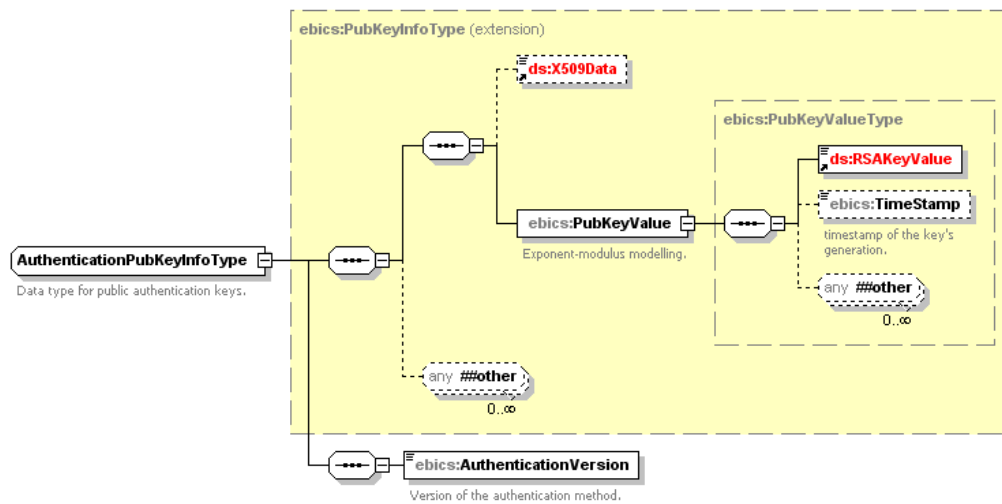 ebics:PubKeyInfoType (extension)
ds:X509Data
ebics:PubKeyValueType
ds:RSAKeyValue
ebics:TimeStamp
timestamp of the key's
generation.
ebics:PubKeyValue
Exponent-modulus modelling.
AuthenticationPubKeyInfoType
Data type for public authentication keys.
any ##other
0..∞
any ##other
0..∞
ebics:AuthenticationVersion
Version of the authentication method.